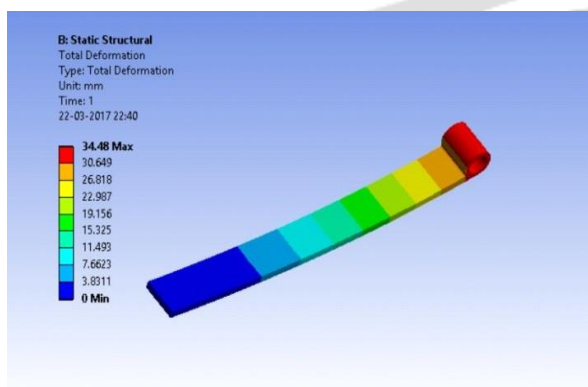 B: Static Structural
Total Deformation
Type: Total Deformation
Unit: mm
Time: 1
22-03-2017 22:40
34.48 Max
30.649
26.818
22.987
19.156
15.325
11.493
7.6623
3.8311
0 Min